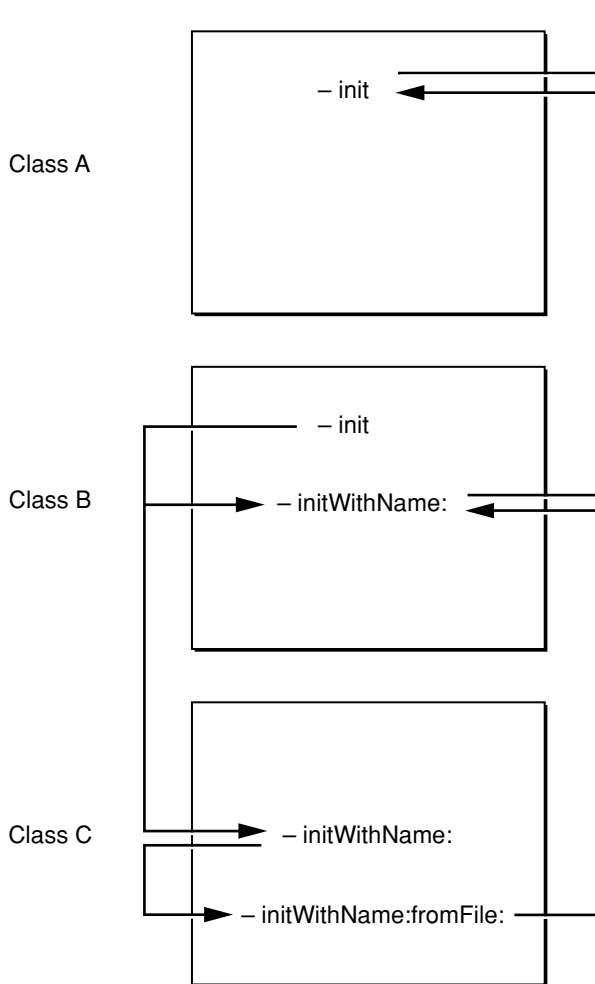 – init
Class A
– init
Class B
– initWithName:
Class C
– initWithName:
– initWithName:fromFile: